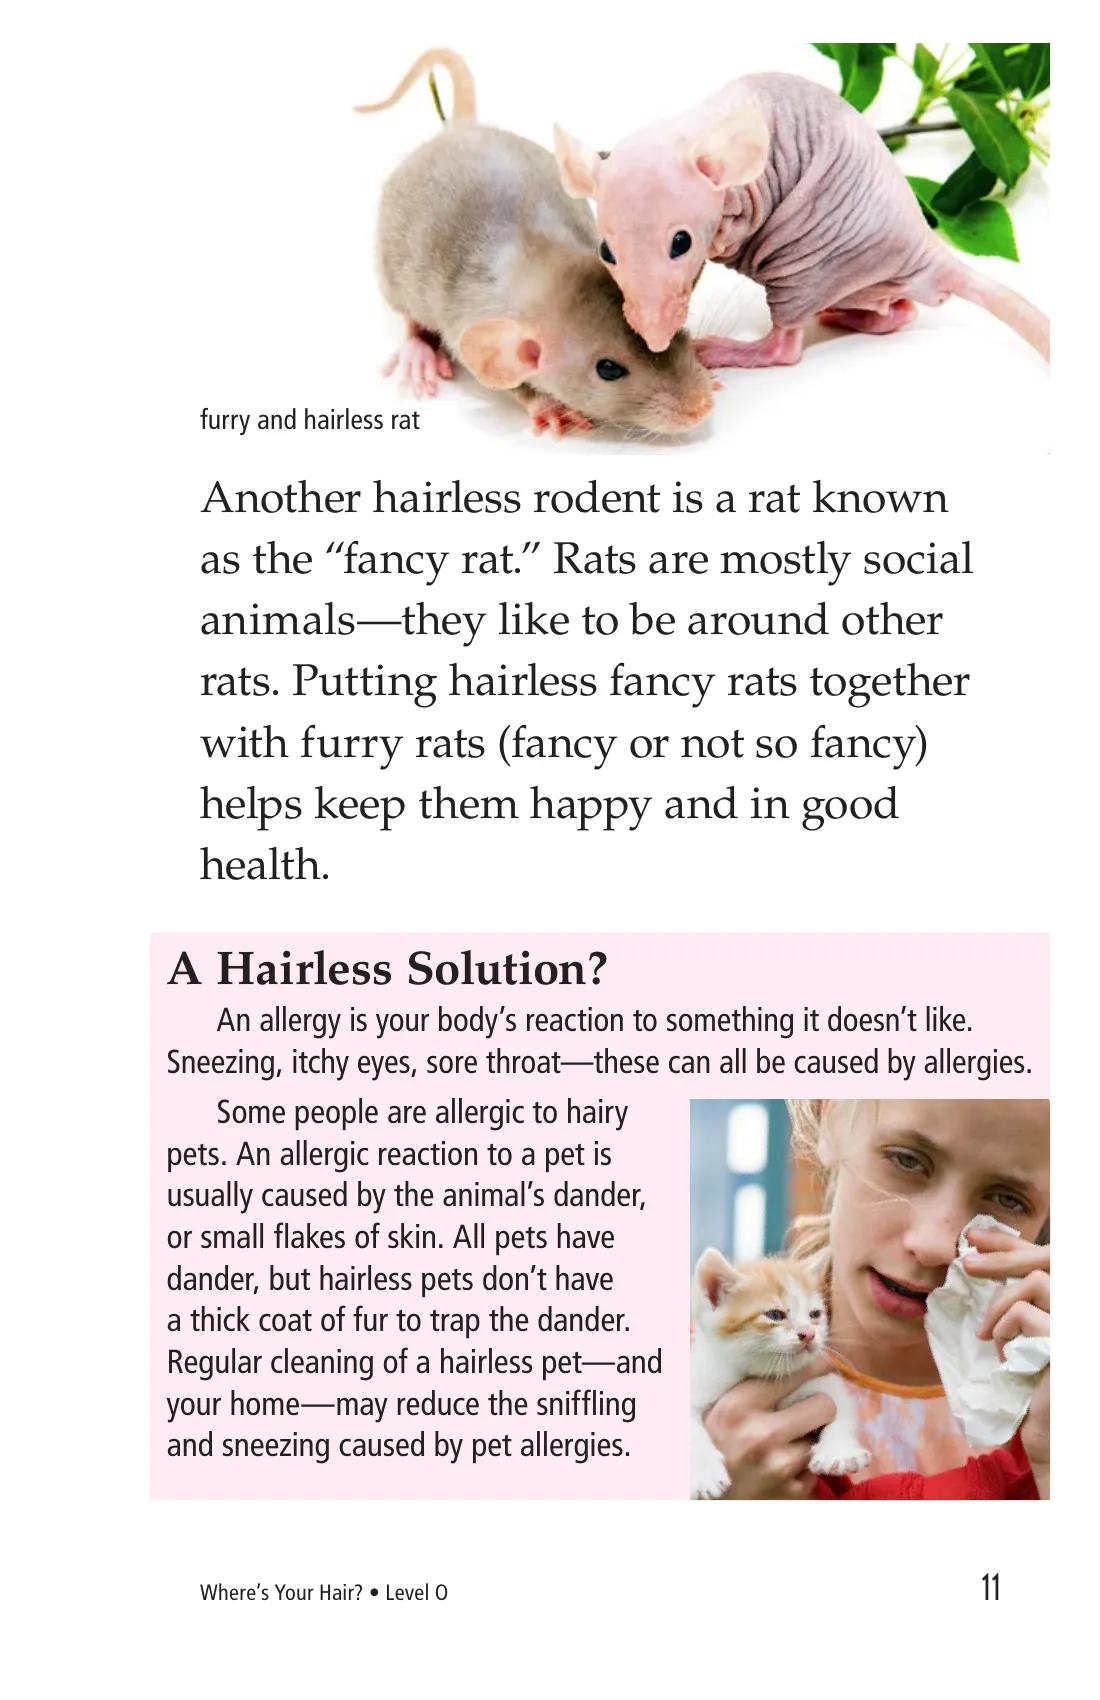 furry and hairless rat
Another hairless rodent is a rat known
as the “fancy rat.” Rats are mostly social
animals—they like to be around other
rats. Putting hairless fancy rats together
with furry rats (fancy or not so fancy)
helps keep them happy and in good
health.
A Hairless Solution?
An allergy is your body’s reaction to something it doesn’t like.
Sneezing, itchy eyes, sore throat—these can all be caused by allergies.
Some people are allergic to hairy
pets. An allergic reaction to a pet is
usually caused by the animal’s dander,
or small flakes of skin. All pets have
dander, but hairless pets don’t have
a thick coat of fur to trap the dander.
Regular cleaning of a hairless pet—and
your home—may reduce the sniffling
and sneezing caused by pet allergies.
Where’s Your Hair? • Level O
11